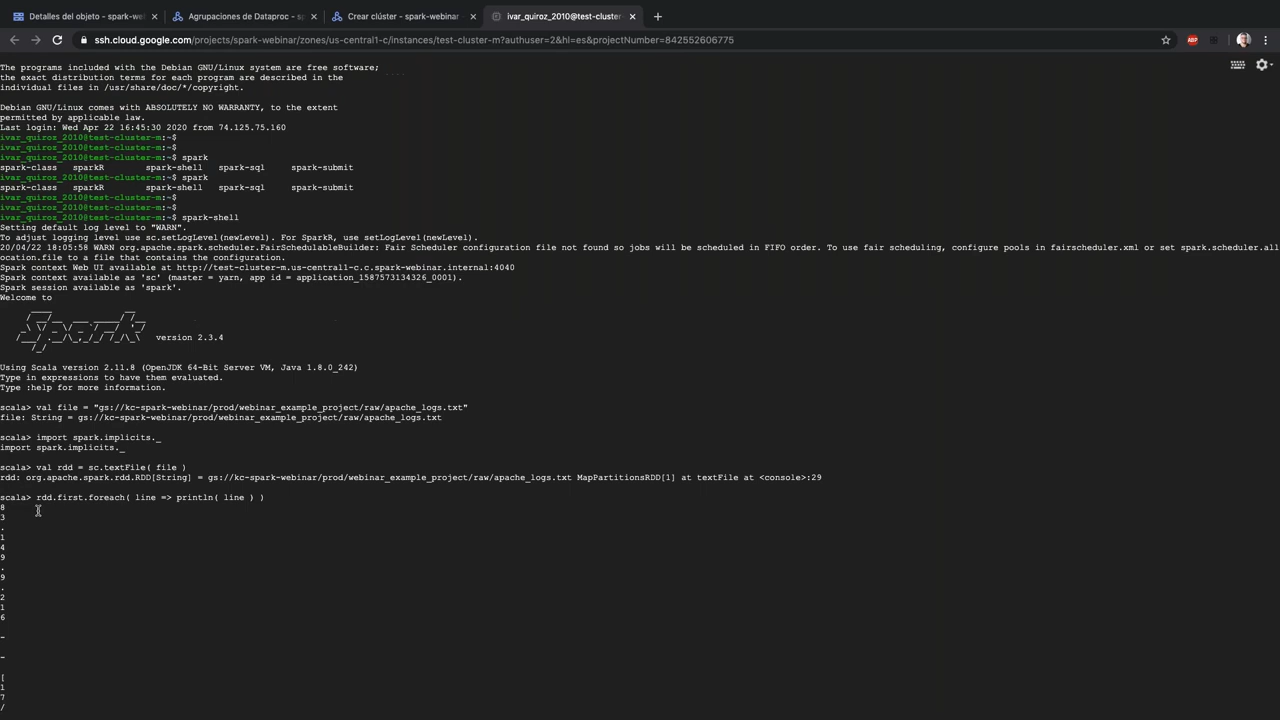 Detalles del objeto - spark-wel
Agrupaciones de Dataproc - sp
Crear clúster - spark-webinar
ivar_quiroz_2010@test-cluster-
ssh.cloud.google.com/projects/spark-webinar/zones/us-central1-c/instances/test-cluster-m?authuser=2&hl=es&projectNumber=842552606775
The programs included with the Debian GNU/Linux system are free software;
the exact distribution terms for each program are described in the
individual files in /usr/share/doc/*/copyright.
Debian GNU/Linux comes with ABSOLUTELY NO WARRANTY, to the extent
permitted by applicable law.
Last login: Wed Apr 22 16:45:30 2020 from 74.125.75.160
ivar_quiroz_2010@test-cluster-m:~$
ivar_quiroz_2010@test-cluster-m:~$
ivar_quiroz_2010@test-cluster-m:~$ spark
spark-class   sparkR        spark-shell   spark-sql     spark-submit
ivar_quiroz_2010@test-cluster-m:~$ spark
spark-class   sparkR        spark-shell   spark-sql     spark-submit
ivar_quiroz_2010@test-cluster-m:~$
ivar_quiroz_2010@test-cluster-m:~$
ivar_quiroz_2010@test-cluster-m:~$ spark-shell
Setting default log level to "WARN".
To adjust logging level use sc.setLogLevel(newLevel). For SparkR, use setLogLevel(newLevel).
20/04/22 18:05:58 WARN org.apache.spark.scheduler.FairSchedulableBuilder: Fair Scheduler configuration file not found so jobs will be scheduled in FIFO order. To use fair scheduling, configure pools in fairscheduler.xml or set spark.scheduler.all
ocation.file to a file that contains the configuration.
Spark context Web UI available at http://test-cluster-m.us-central1-c.c.spark-webinar.internal:4040
Spark context available as 'sc' (master = yarn, app id = application_1587573134326_0001).
Spark session available as 'spark'.
Welcome to
Spark version 2.3.4
Using Scala version 2.11.8 (OpenJDK 64-Bit Server VM, Java 1.8.0_242)
Type in expressions to have them evaluated.
Type :help for more information.
scala> val file = "gs://kc-spark-webinar/prod/webinar_example_project/raw/apache_logs.txt"
file: String = gs://kc-spark-webinar/prod/webinar_example_project/raw/apache_logs.txt
scala> import spark.implicits._
import spark.implicits._
scala> val rdd = sc.textFile( file )
rdd: org.apache.spark.rdd.RDD[String] = gs://kc-spark-webinar/prod/webinar_example_project/raw/apache_logs.txt MapPartitionsRDD[1] at textFile at <console>:29
scala> rdd.first.foreach( line => println( line ) )
8
3
.
1
4
9
.
9
.
2
1
6
-
-
[
1
7
/